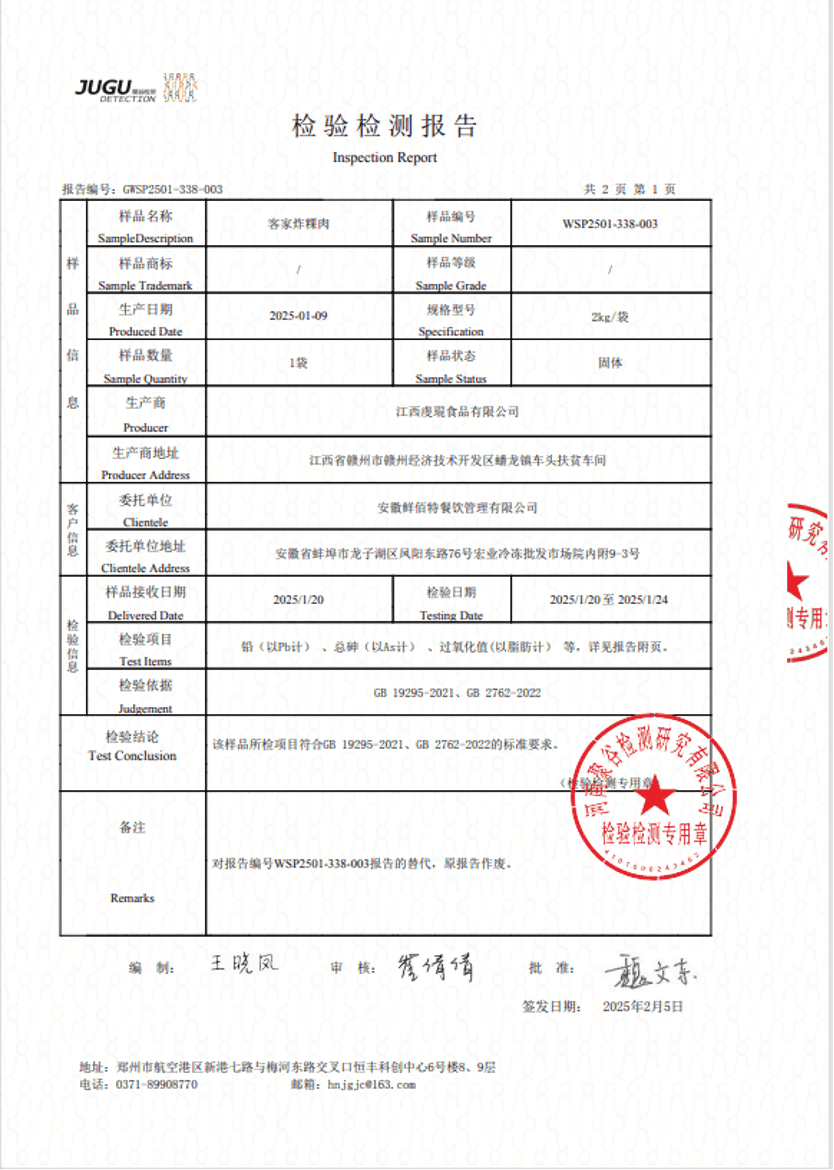 JUGU 聚谷检测
DETECTION
检验检测报告
Inspection Report
报告编号：GWSP2501-338-003
共 2 页 第 1 页
样品信息
样品名称
SampleDescription
客家炸粿肉
样品编号
Sample Number
WSP2501-338-003
样品商标
Sample Trademark
/
样品等级
Sample Grade
/
生产日期
Produced Date
2025-01-09
规格型号
Specification
2kg/袋
样品数量
Sample Quantity
1袋
样品状态
Sample Status
固体
生产商
Producer
江西虔琨食品有限公司
生产商地址
Producer Address
江西省赣州市赣州经济技术开发区蟠龙镇车头扶贫车间
客户信息
委托单位
Clientele
安徽鲜佰特餐饮管理有限公司
委托单位地址
Clientele Address
安徽省蚌埠市龙子湖区凤阳东路76号宏业冷冻批发市场院内附9-3号
检验信息
样品接收日期
Delivered Date
2025/1/20
检验日期
Testing Date
2025/1/20 至 2025/1/24
检验项目
Test Items
铅（以Pb计）、总砷（以As计）、过氧化值(以脂肪计) 等，详见报告附页。
检验依据
Judgement
GB 19295-2021、GB 2762-2022
检验结论
Test Conclusion
该样品所检项目符合GB 19295-2021、GB 2762-2022的标准要求。
（检验检测专用章）
河南聚谷检测研究有限公司
检验检测专用章
备注
Remarks
对报告编号WSP2501-338-003报告的替代，原报告作废。
编 制： 王晓凤
审 核： 崔倩倩
批 准： 魏文东
签发日期： 2025年2月5日
地址：郑州市航空港区新港七路与梅河东路交叉口恒丰科创中心6号楼8、9层
电话：0371-89908770
邮箱：hnjgjc@163.com
研究有
测专用